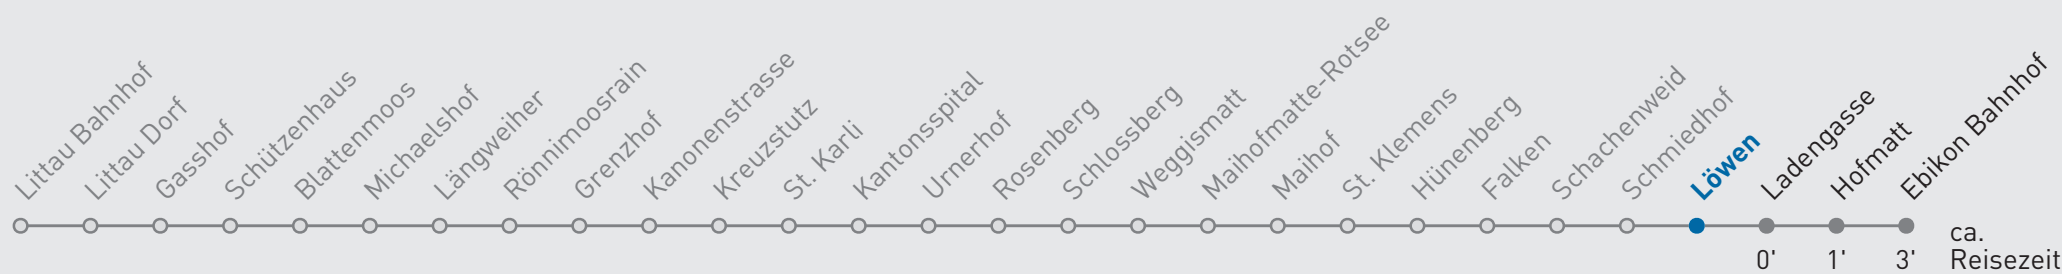 Littau Bahnhof
Littau Dorf
Gasshof
Schützenhaus
Blattenmoos
Michaelshof
Längweiher
Rönnimoosrain
Grenzhof
Kanonenstrasse
Kreuzstutz
St. Karli
Kantonsspital
Urnerhof
Rosenberg
Schlossberg
Weggismatt
Maihofmatte-Rotsee
Maihof
St. Klemens
Hünenberg
Falken
Schachenweid
Schmiedhof
Löwen
Ladengasse
Hofmatt
Ebikon Bahnhof
0' 1' 3'
ca.
Reisezeit